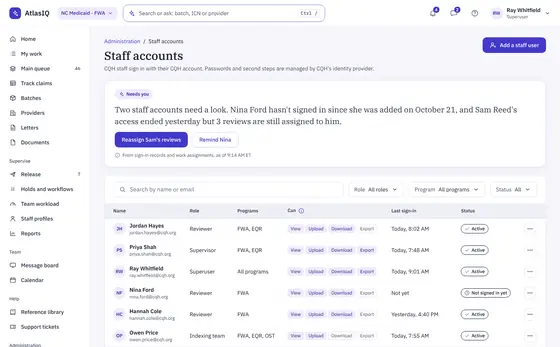 AtlasIQ
NC Medicaid - FWA
Search or ask: batch, ICN or provider
Ctrl /
Ray Whitfield
Superuser
Home
My work
Main queue
Track claims
Batches
Providers
Letters
Documents
Supervise
Release
7
Holds and workflows
Team workload
Staff profiles
Reports
Team
Message board
Calendar
Help
Reference library
Support tickets
Administration
Administration / Staff accounts
Staff accounts
CQH staff sign in with their CQH account. Passwords and second steps are managed by CQH's identity provider.
Add a staff user
Needs you
Two staff accounts need a look. Nina Ford hasn't signed in since she was added on October 21, and Sam Reed's
access ended yesterday but 3 reviews are still assigned to him.
Reassign Sam's reviews
Remind Nina
From sign-in records and work assignments, as of 9:14 AM ET
Search by name or email
Role All roles
Program All programs
Status All
Name Role Programs Can Last sign-in Status
JH Jordan Hayes Reviewer FWA, EQR View Upload Download Export Today, 8:02 AM Active
jordan.hayes@cqh.org
PS Priya Shah Supervisor FWA, EQR View Upload Download Export Today, 7:48 AM Active
priya.shah@cqh.org
RW Ray Whitfield Superuser All programs View Upload Download Export Today, 9:01 AM Active
ray.whitfield@cqh.org
NF Nina Ford Reviewer FWA View Upload Download Export Not yet Not signed in yet
nina.ford@cqh.org
HC Hannah Cole Reviewer FWA View Upload Download Export Yesterday, 4:40 PM Active
hannah.cole@cqh.org
OP Owen Price Indexing team FWA, EQR, OST View Upload Download Export Today, 7:55 AM Active
owen.price@cqh.org